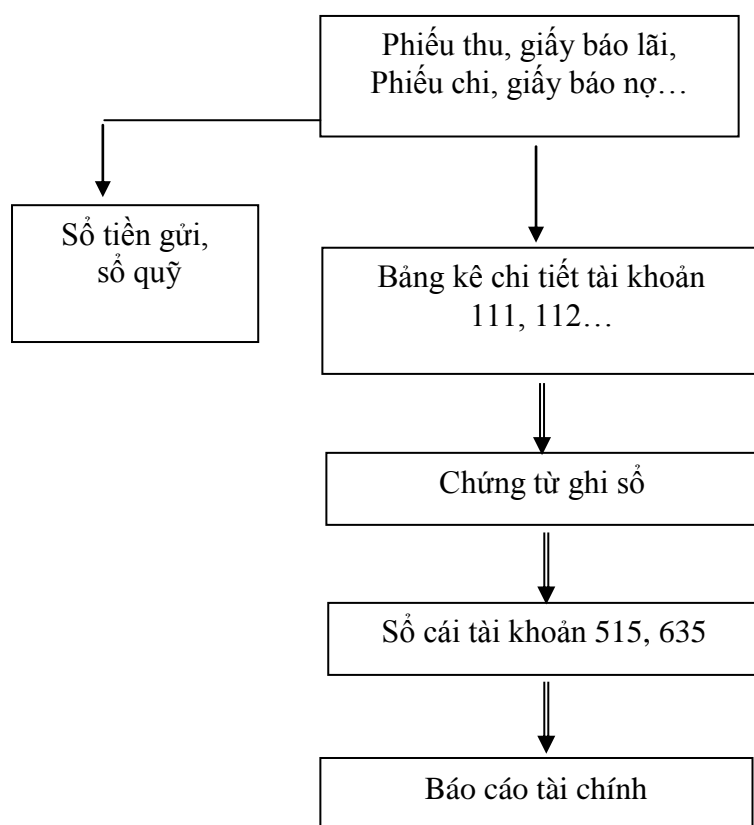 Phiếu thu, giấy báo lãi,
Phiếu chi, giấy báo nợ…
Sổ tiền gửi,
sổ quỹ
Bảng kê chi tiết tài khoản
111, 112…
Chứng từ ghi sổ
Sổ cái tài khoản 515, 635
Báo cáo tài chính